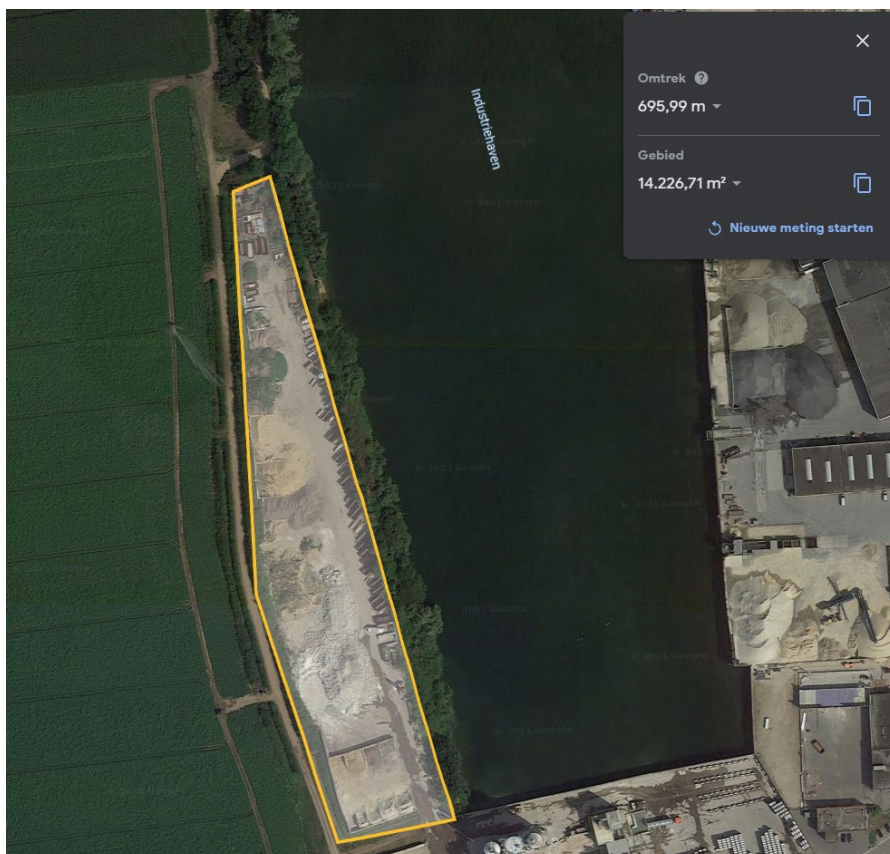 Industriehaven
Omtrek ?
695,99 m
Gebied
14.226,71 m²
Nieuwe meting starten